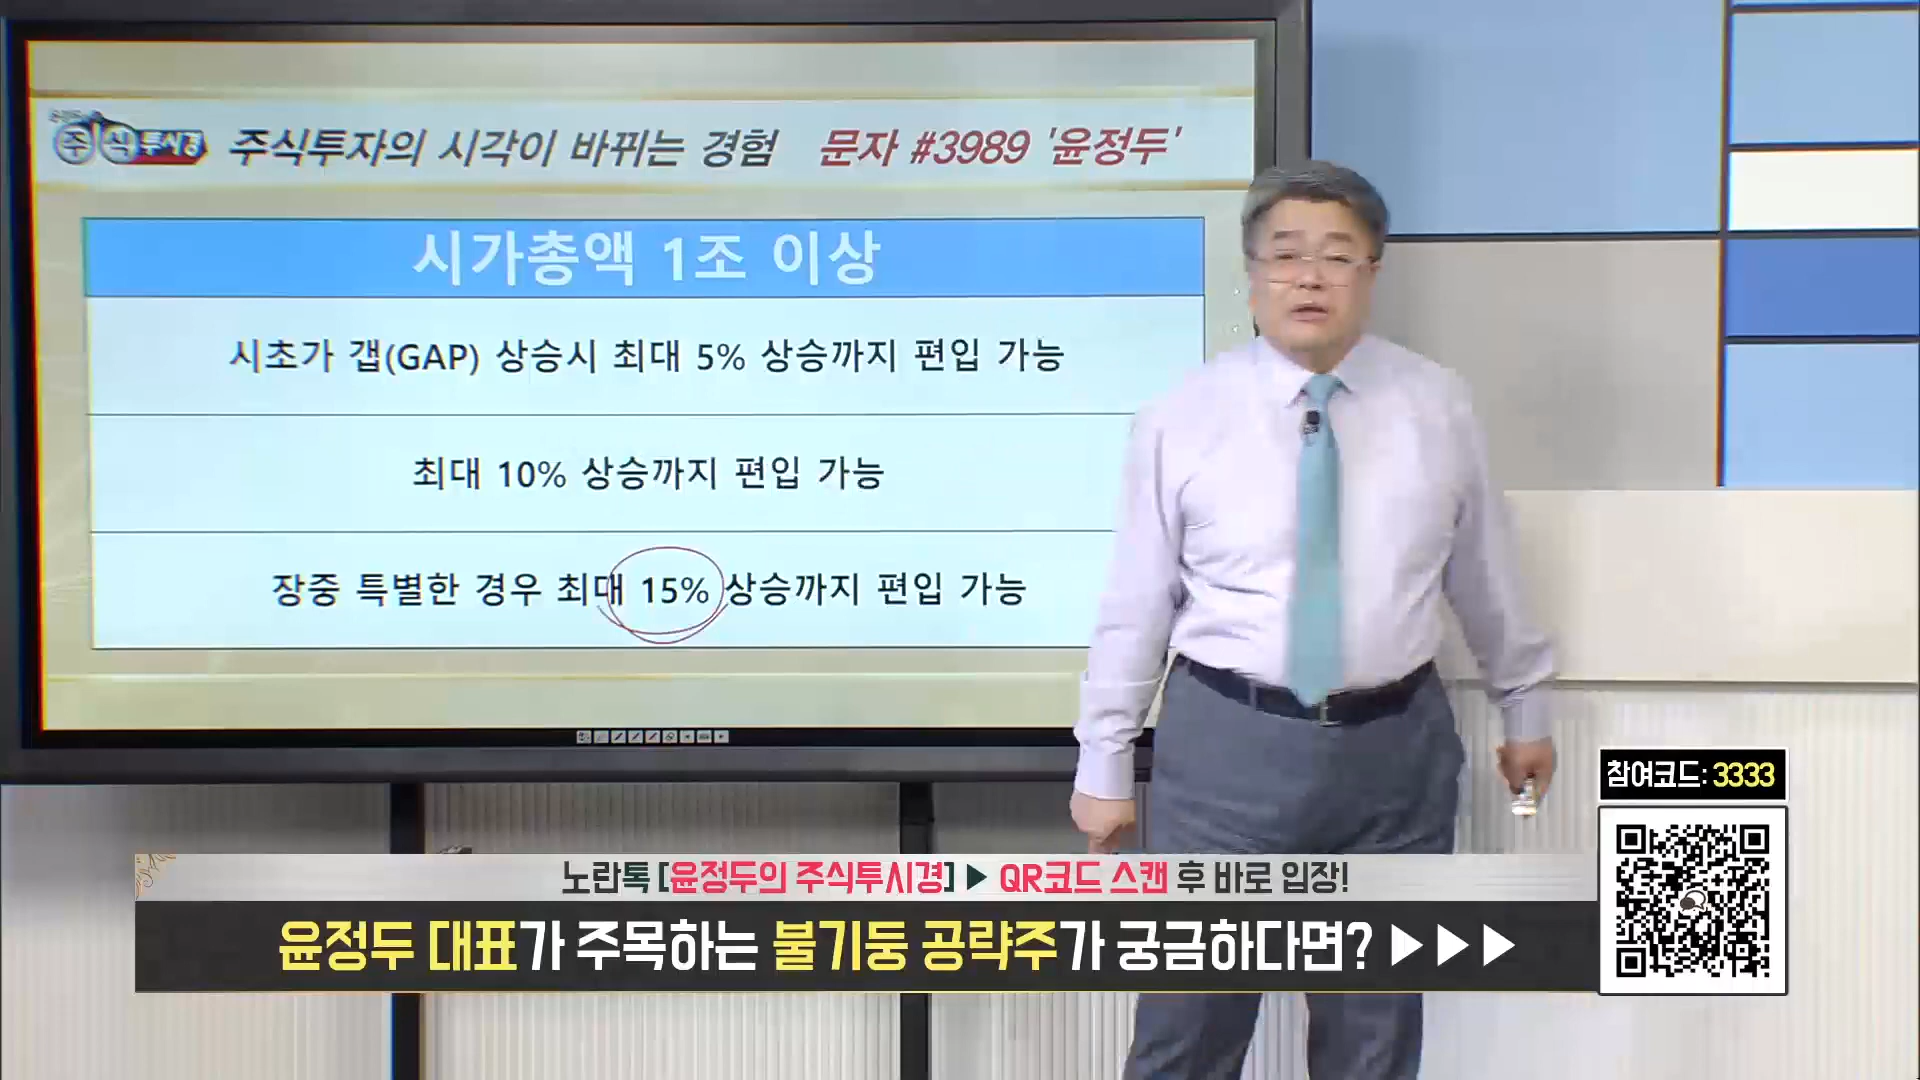 주식투시경 주식투자의 시각이 바뀌는 경험 문자 #3989 '윤정두'
시가총액 1조 이상
시초가 갭(GAP) 상승시 최대 5% 상승까지 편입 가능
최대 10% 상승까지 편입 가능
장중 특별한 경우 최대 15% 상승까지 편입 가능
참여코드: 3333
노란톡 [윤정두의 주식투시경] ▶ QR코드 스캔 후 바로 입장!
윤정두 대표가 주목하는 불기둥 공략주가 궁금하다면? ▶▶▶